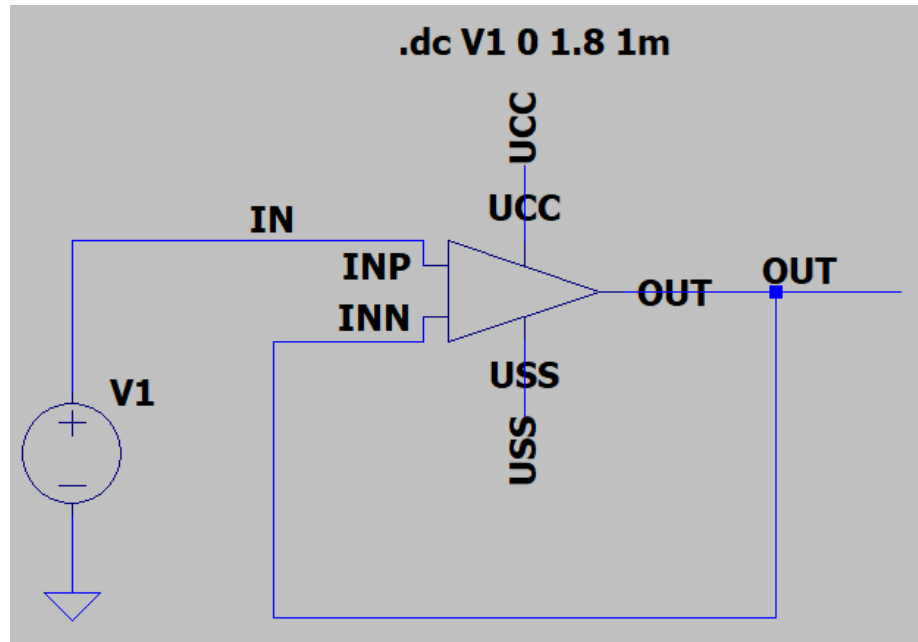 .dc V1 0 1.8 1m
UCC
UCC
IN
INP
OUT
OUT
INN
USS
V1
USS